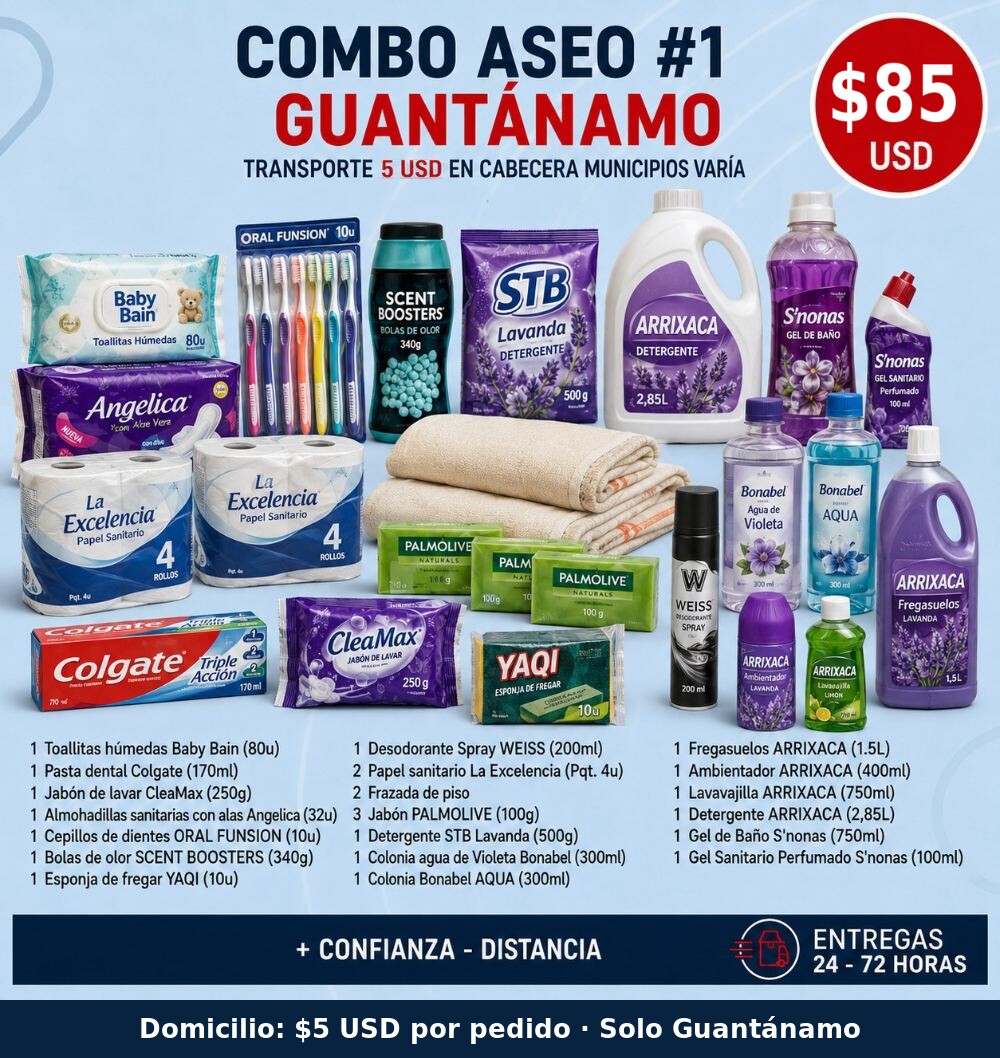 COMBO ASEO #1
GUANTÁNAMO
TRANSPORTE 5 USD EN CABECERA MUNICIPIOS VARÍA
$85
USD
Baby
Bain
Toallitas Húmedas 80u
Angelica
con Aloe Vera
NUEVA
ORAL FUNSION 10u
SCENT
BOOSTERS
BOLAS DE OLOR
340g
STB
Lavanda
DETERGENTE
500 g
ARRIXACA
DETERGENTE
2,85L
S'nonas
GEL DE BAÑO
S'nonas
GEL SANITARIO
Perfumado
100 ml
La
Excelencia
Papel Sanitario
4
ROLLOS
Pqt. 4u
La
Excelencia
Papel Sanitario
4
ROLLOS
Pqt. 4u
PALMOLIVE
NATURALS
100 g
PALM
NAT
100 g
PALMOLIVE
NATURALS
100 g
W
WEISS
DESODORANTE
SPRAY
200 ml
Bonabel
Agua de
Violeta
300 ml
Bonabel
AQUA
300 ml
ARRIXACA
Fregasuelos
LAVANDA
1,5L
Colgate
Colgate
Triple
Acción
170 ml
CleaMax
JABÓN DE LAVAR
250 g
YAQI
ESPONJA DE FREGAR
10u
ARRIXACA
Ambientador
LAVANDA
ARRIXACA
Lavavajilla
LIMÓN
1 Toallitas húmedas Baby Bain (80u)
1 Pasta dental Colgate (170ml)
1 Jabón de lavar CleaMax (250g)
1 Almohadillas sanitarias con alas Angelica (32u)
1 Cepillos de dientes ORAL FUNSION (10u)
1 Bolas de olor SCENT BOOSTERS (340g)
1 Esponja de fregar YAQI (10u)
1 Desodorante Spray WEISS (200ml)
2 Papel sanitario La Excelencia (Pqt. 4u)
2 Frazada de piso
3 Jabón PALMOLIVE (100g)
1 Detergente STB Lavanda (500g)
1 Colonia agua de Violeta Bonabel (300ml)
1 Colonia Bonabel AQUA (300ml)
1 Fregasuelos ARRIXACA (1.5L)
1 Ambientador ARRIXACA (400ml)
1 Lavavajilla ARRIXACA (750ml)
1 Detergente ARRIXACA (2,85L)
1 Gel de Baño S'nonas (750ml)
1 Gel Sanitario Perfumado S'nonas (100ml)
+ CONFIANZA - DISTANCIA
ENTREGAS
24 - 72 HORAS
Domicilio: $5 USD por pedido · Solo Guantánamo